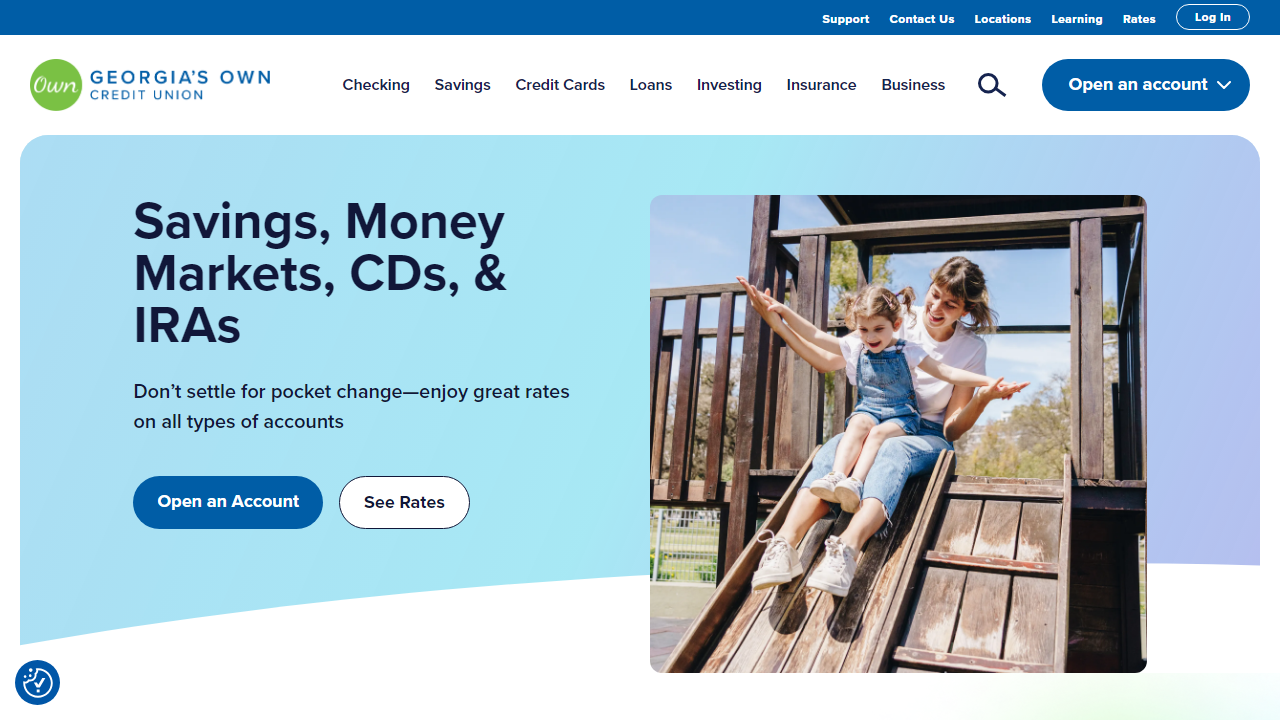 Support Contact Us Locations Learning Rates Log In
Own GEORGIA'S OWN
CREDIT UNION
Checking Savings Credit Cards Loans Investing Insurance Business Open an account
Savings, Money
Markets, CDs, &
IRAs
Don’t settle for pocket change—enjoy great rates
on all types of accounts
Open an Account See Rates